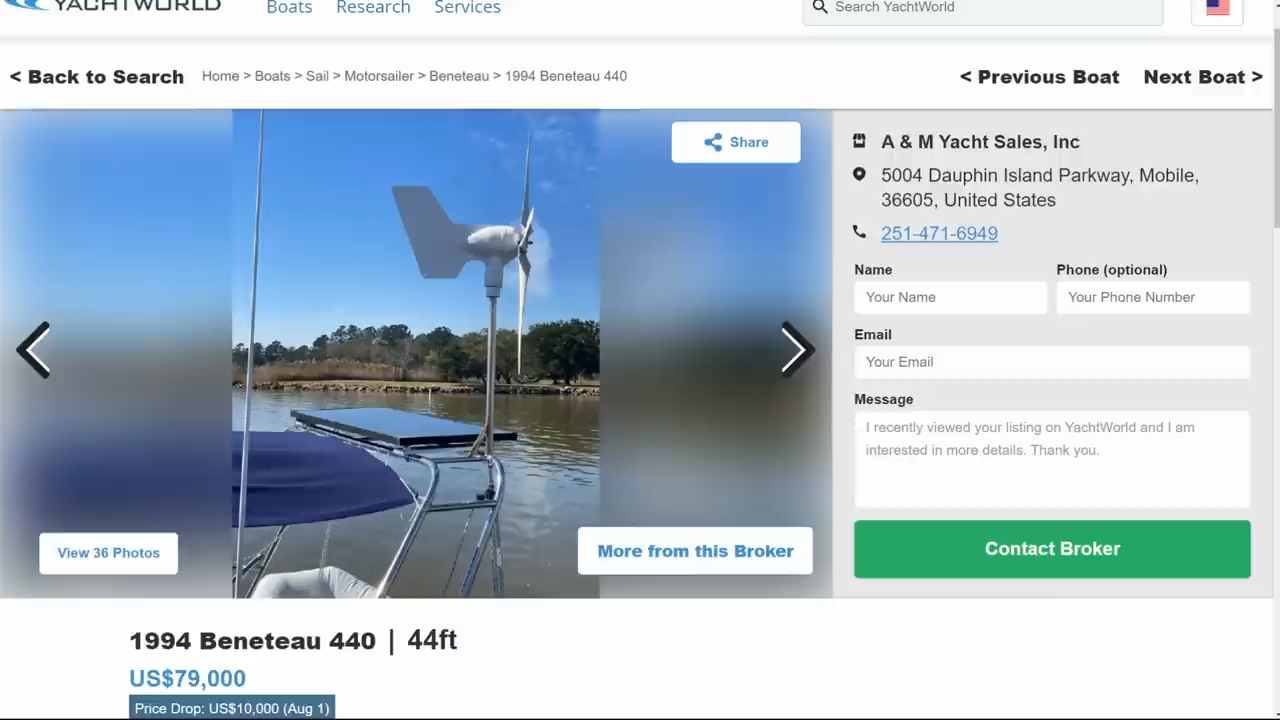 YACHTWORLD
Boats Research Services
Search YachtWorld
< Back to Search
Home > Boats > Sail > Motorsailer > Beneteau > 1994 Beneteau 440
< Previous Boat
Next Boat >
Share
View 36 Photos
More from this Broker
A & M Yacht Sales, Inc
5004 Dauphin Island Parkway, Mobile,
36605, United States
251-471-6949
Name
Phone (optional)
Your Name
Your Phone Number
Email
Your Email
Message
I recently viewed your listing on YachtWorld and I am
interested in more details. Thank you.
Contact Broker
1994 Beneteau 440 | 44ft
US$79,000
Price Drop: US$10,000 (Aug 1)